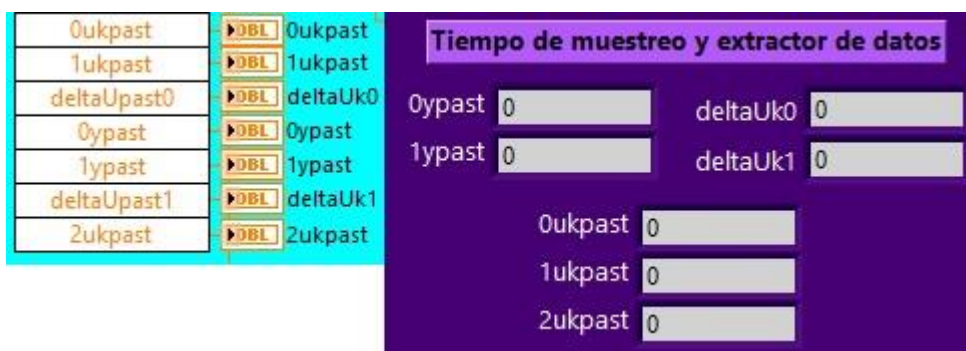 0ukpast DBL 0ukpast
1ukpast DBL 1ukpast
deltaUpast0 DBL deltaUk0
0ypast DBL 0ypast
1ypast DBL 1ypast
deltaUpast1 DBL deltaUk1
2ukpast DBL 2ukpast
Tiempo de muestreo y extractor de datos
0ypast 0 deltaUk0 0
1ypast 0 deltaUk1 0
0ukpast 0
1ukpast 0
2ukpast 0